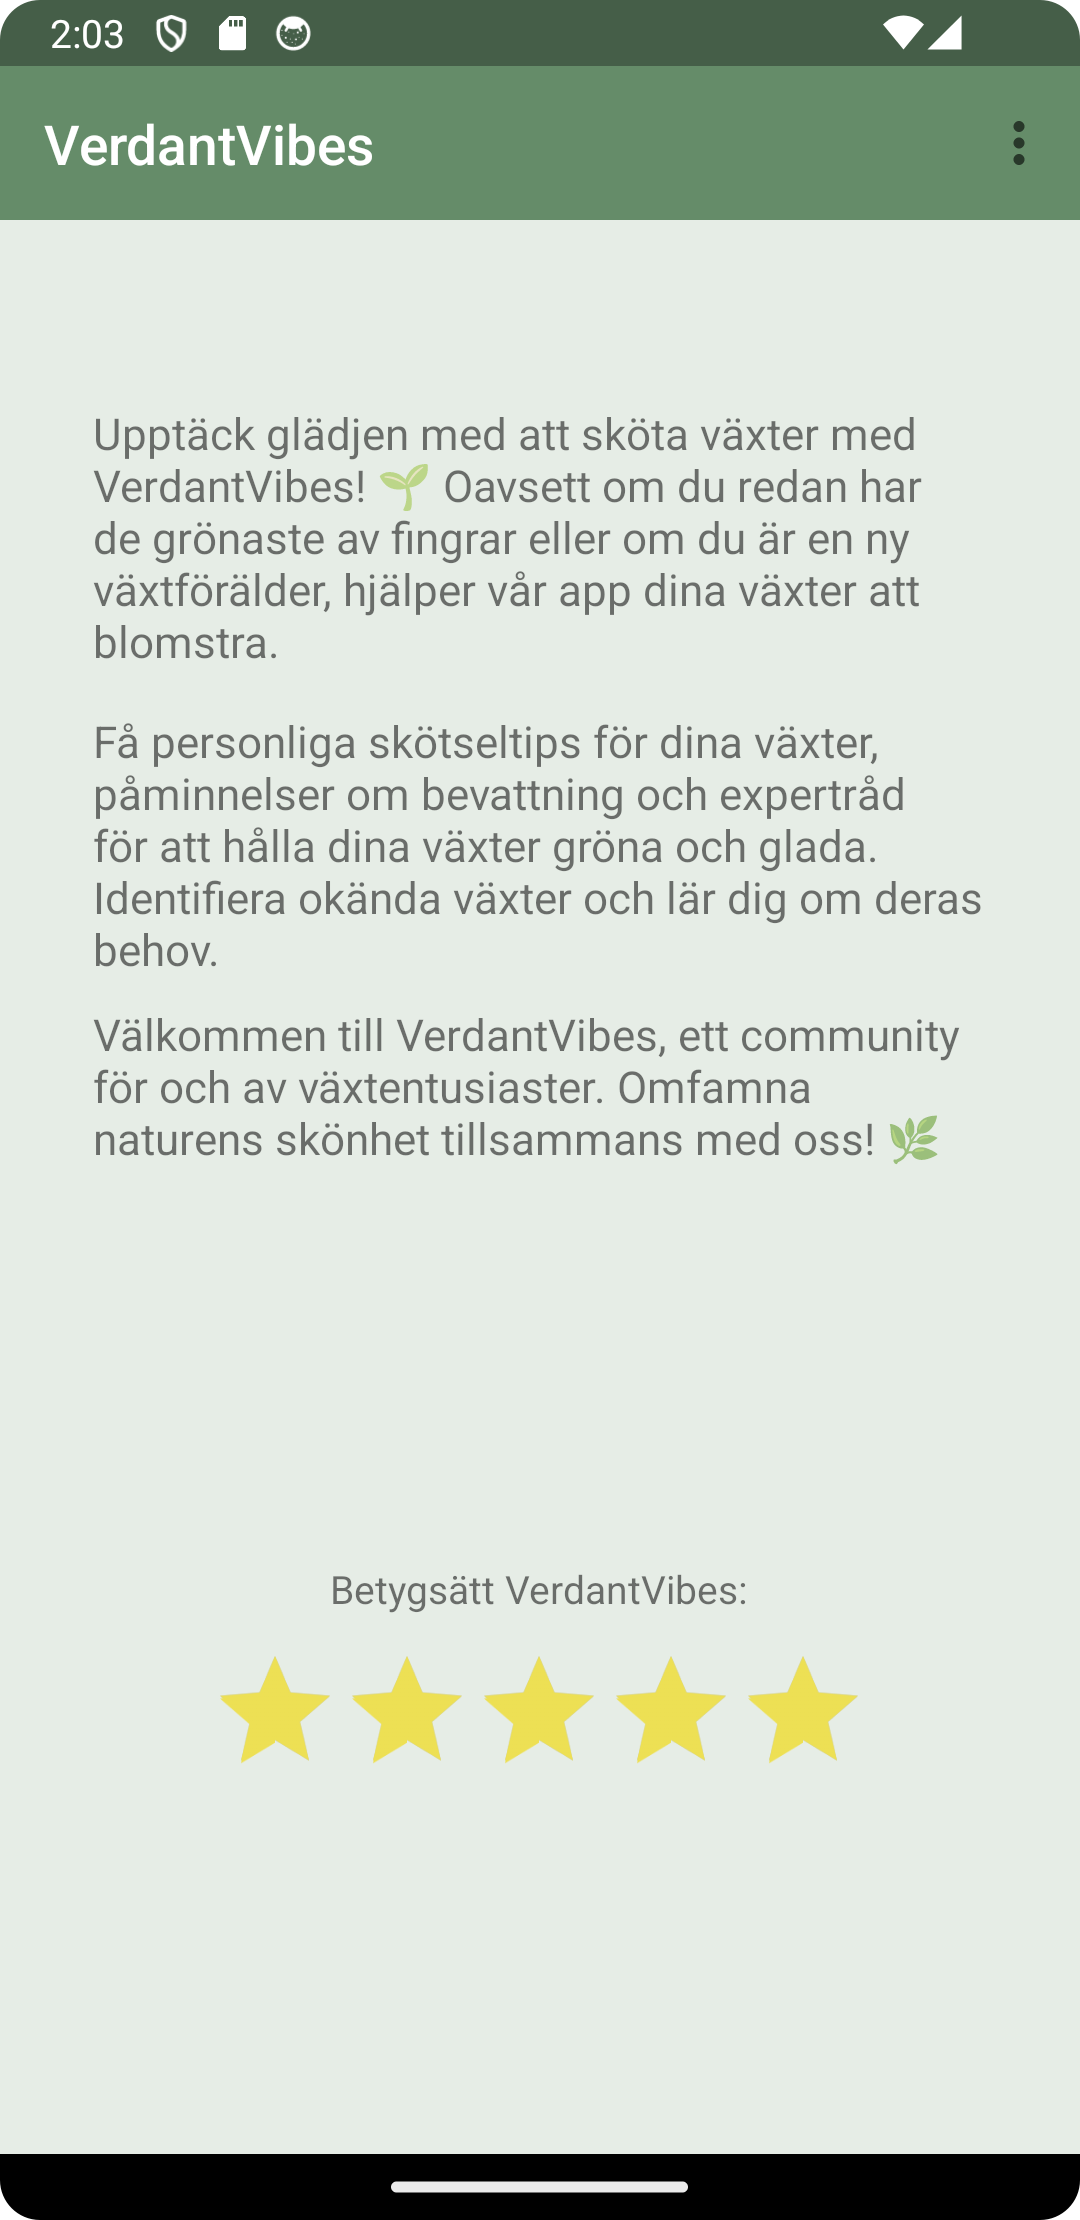 2:03
VerdantVibes
Upptäck glädjen med att sköta växter med
VerdantVibes! 🌱 Oavsett om du redan har
de grönaste av fingrar eller om du är en ny
växtförälder, hjälper vår app dina växter att
blomstra.
Få personliga skötseltips för dina växter,
påminnelser om bevattning och expertråd
för att hålla dina växter gröna och glada.
Identifiera okända växter och lär dig om deras
behov.
Välkommen till VerdantVibes, ett community
för och av växtentusiaster. Omfamna
naturens skönhet tillsammans med oss! 🌿
Betygsätt VerdantVibes: